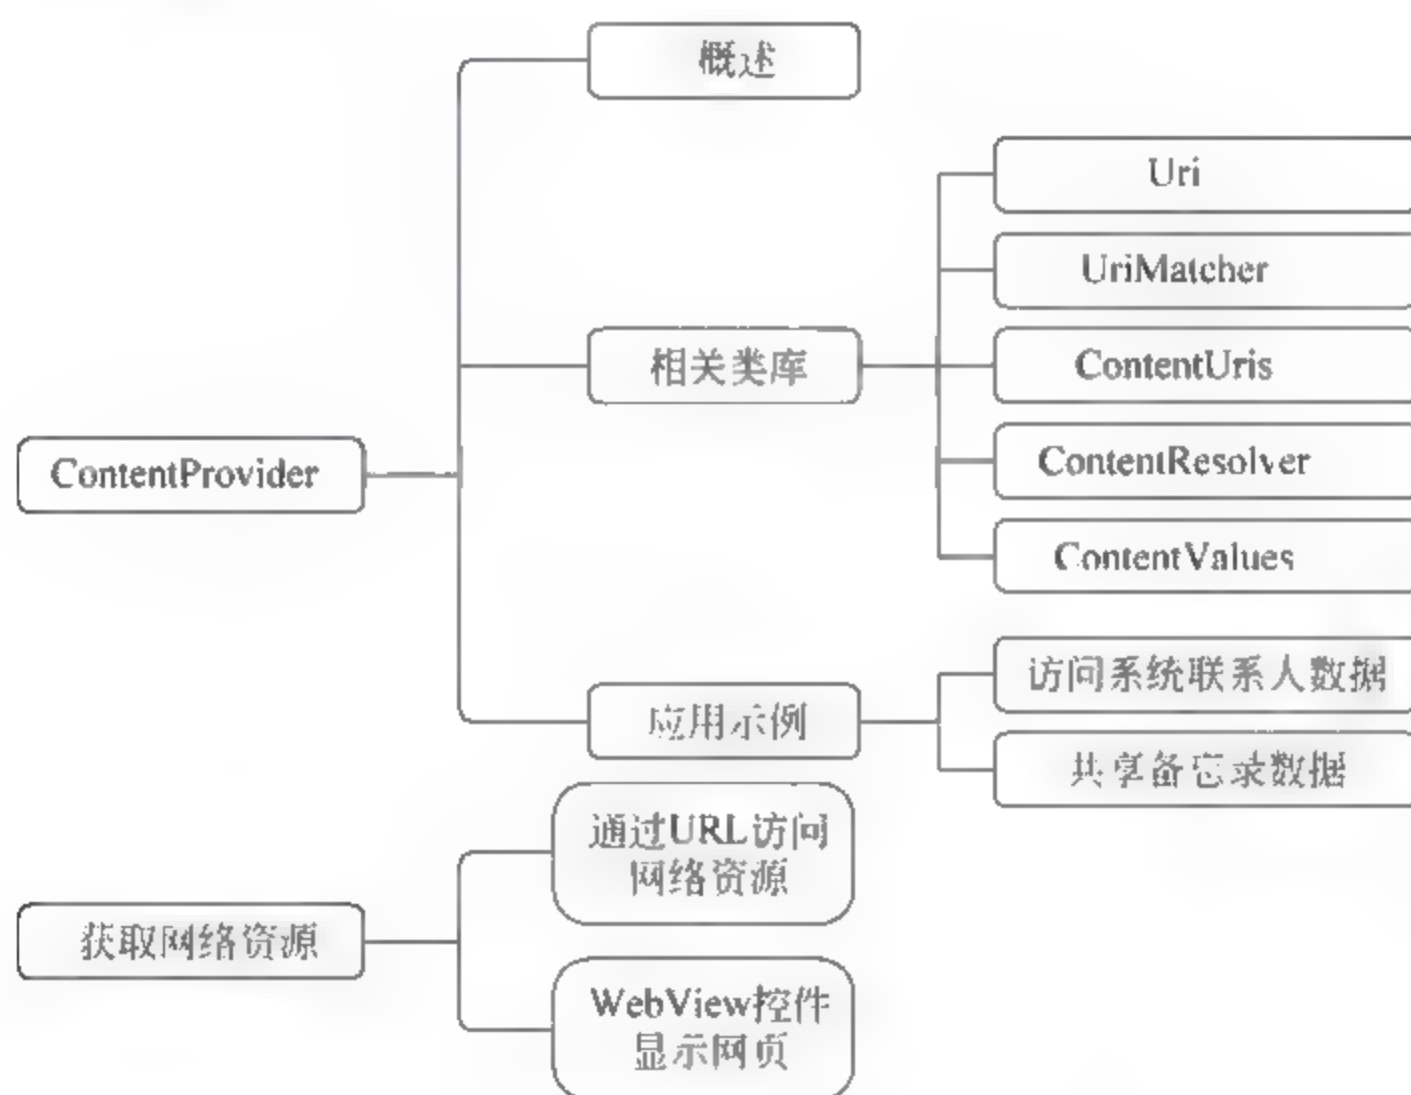 概述
Uri
UriMatcher
相关类库
ContentUris
ContentProvider
ContentResolver
ContentValues
访问系统联系人数据
应用示例
共享备忘录数据
通过URL访问
网络资源
获取网络资源
WebView控件
显示网页